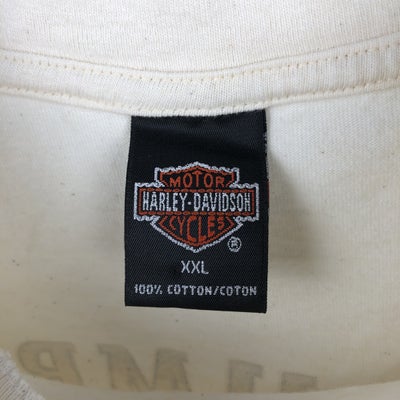 MOTOR
HARLEY-DAVIDSON
CYCLES
®
XXL
100% COTTON/COTON